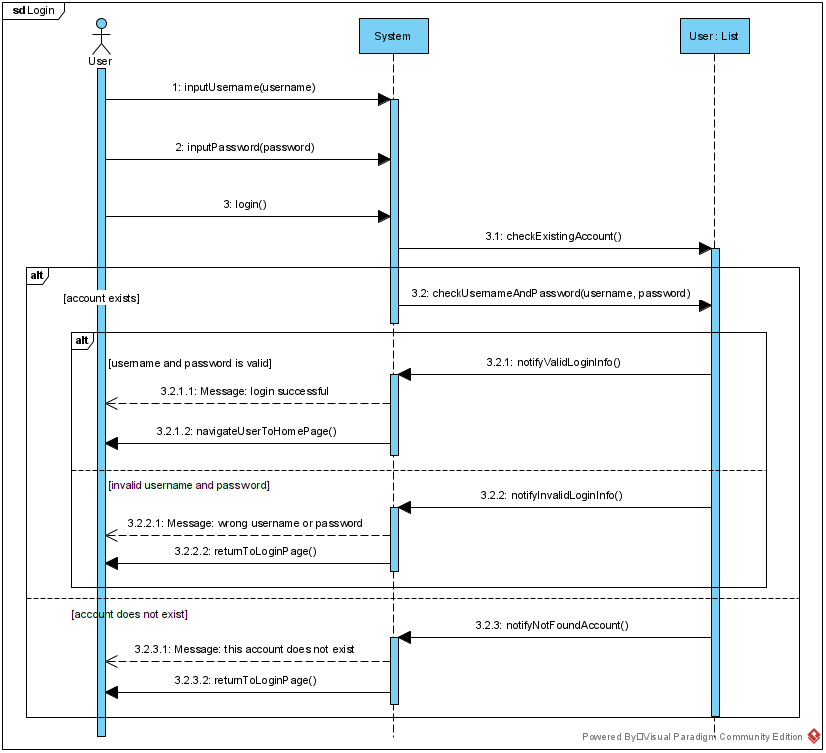 sd Login
User
System
User : List
1: inputUsername(username)
2: inputPassword(password)
3: login()
3.1: checkExistingAccount()
alt
[account exists]
3.2: checkUsernameAndPassword(username, password)
alt
[username and password is valid]
3.2.1: notifyValidLoginInfo()
3.2.1.1: Message: login successful
3.2.1.2: navigateUserToHomePage()
[invalid username and password]
3.2.2: notifyInvalidLoginInfo()
3.2.2.1: Message: wrong username or password
3.2.2.2: returnToLoginPage()
[account does not exist]
3.2.3: notifyNotFoundAccount()
3.2.3.1: Message: this account does not exist
3.2.3.2: returnToLoginPage()
Powered By Visual Paradigm Community Edition